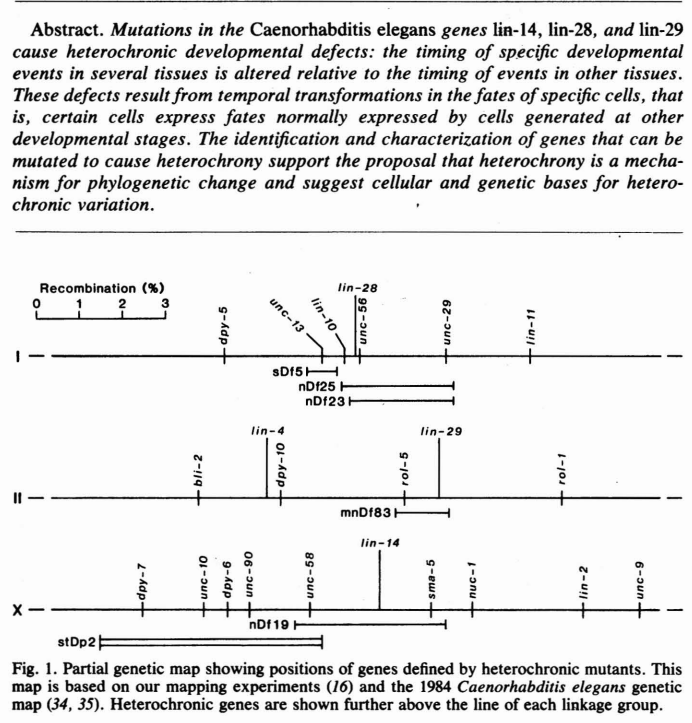 Abstract. Mutations in the Caenorhabditis elegans genes lin-14, lin-28, and lin-29
cause heterochronic developmental defects: the timing of specific developmental
events in several tissues is altered relative to the timing of events in other tissues.
These defects result from temporal transformations in the fates of specific cells, that
is, certain cells express fates normally expressed by cells generated at other
developmental stages. The identification and characterization of genes that can be
mutated to cause heterochrony support the proposal that heterochrony is a mecha-
nism for phylogenetic change and suggest cellular and genetic bases for hetero-
chronic variation.
Recombination (%)
0 1 2 3
dpy-5
unc-13
lin-10
lin-28
unc-56
unc-29
lin-11
I
sDf5
nDf25
nDf23
bli-2
lin-4
dpy-10
rol-5
lin-29
rol-1
II
mnDf83
dpy-7
unc-10
dpy-6
unc-90
unc-58
lin-14
sma-5
nuc-1
lin-2
unc-9
X
nDf19
stDp2
Fig. 1. Partial genetic map showing positions of genes defined by heterochronic mutants. This
map is based on our mapping experiments (16) and the 1984 Caenorhabditis elegans genetic
map (34, 35). Heterochronic genes are shown further above the line of each linkage group.